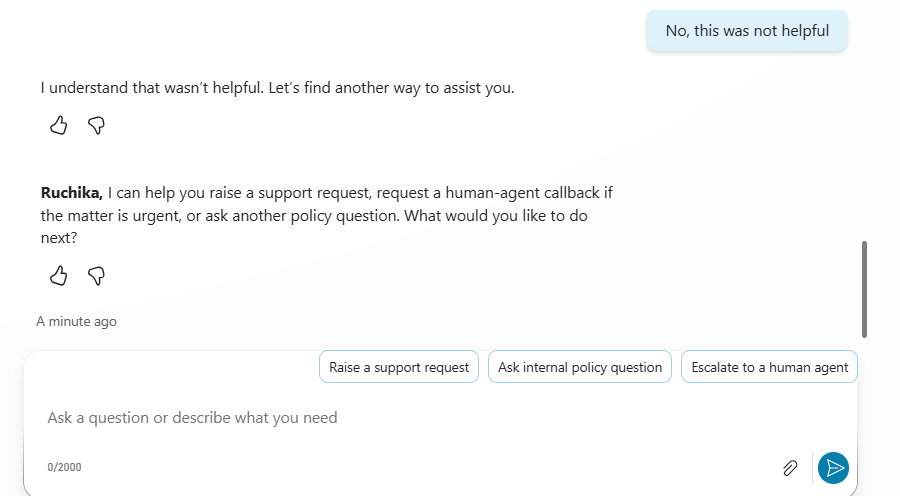 No, this was not helpful
I understand that wasn’t helpful. Let’s find another way to assist you.
Ruchika, I can help you raise a support request, request a human-agent callback if
the matter is urgent, or ask another policy question. What would you like to do
next?
A minute ago
Raise a support request
Ask internal policy question
Escalate to a human agent
Ask a question or describe what you need
0/2000